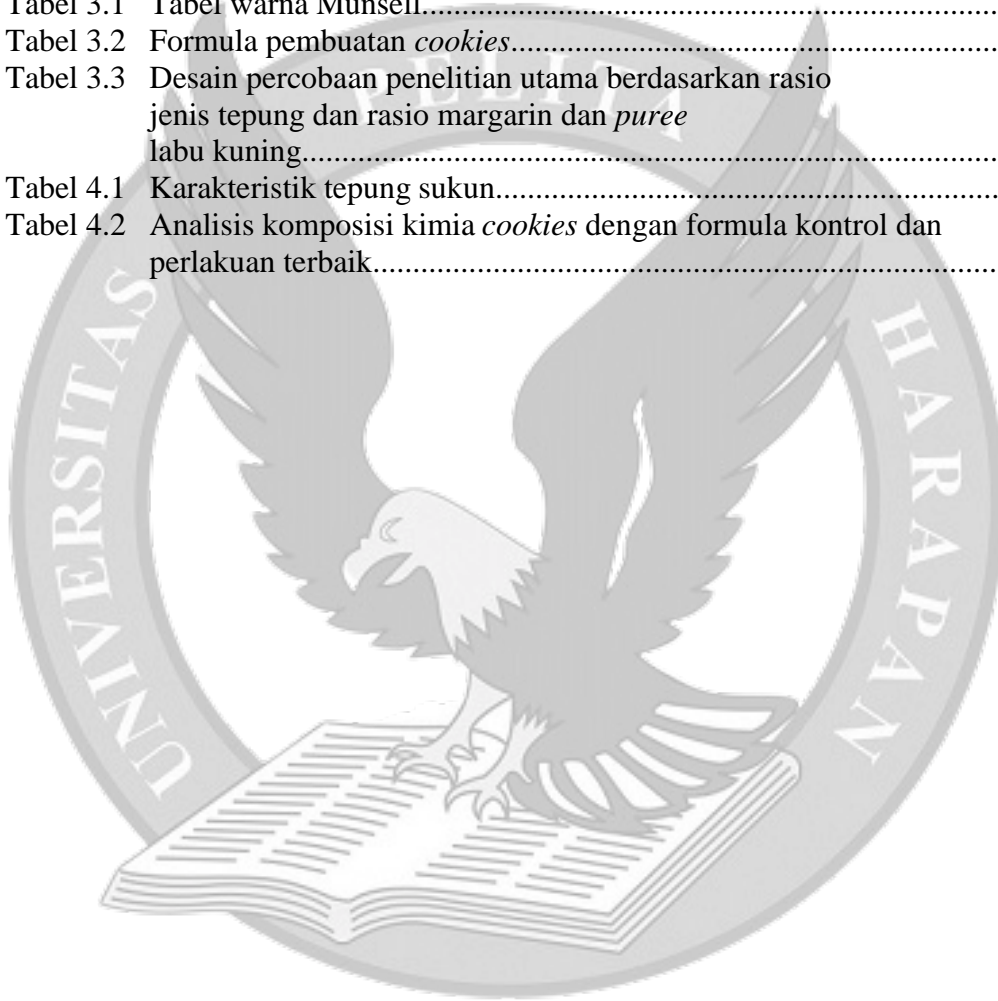 Tabel 3.1 Tabel warna Munsell....................................................................
Tabel 3.2 Formula pembuatan cookies.........................................................
Tabel 3.3 Desain percobaan penelitian utama berdasarkan rasio
jenis tepung dan rasio margarin dan puree
labu kuning...................................................................................
Tabel 4.1 Karakteristik tepung sukun...........................................................
Tabel 4.2 Analisis komposisi kimia cookies dengan formula kontrol dan
perlakuan terbaik..........................................................................
UNIVERSITAS PELITA HARAPAN